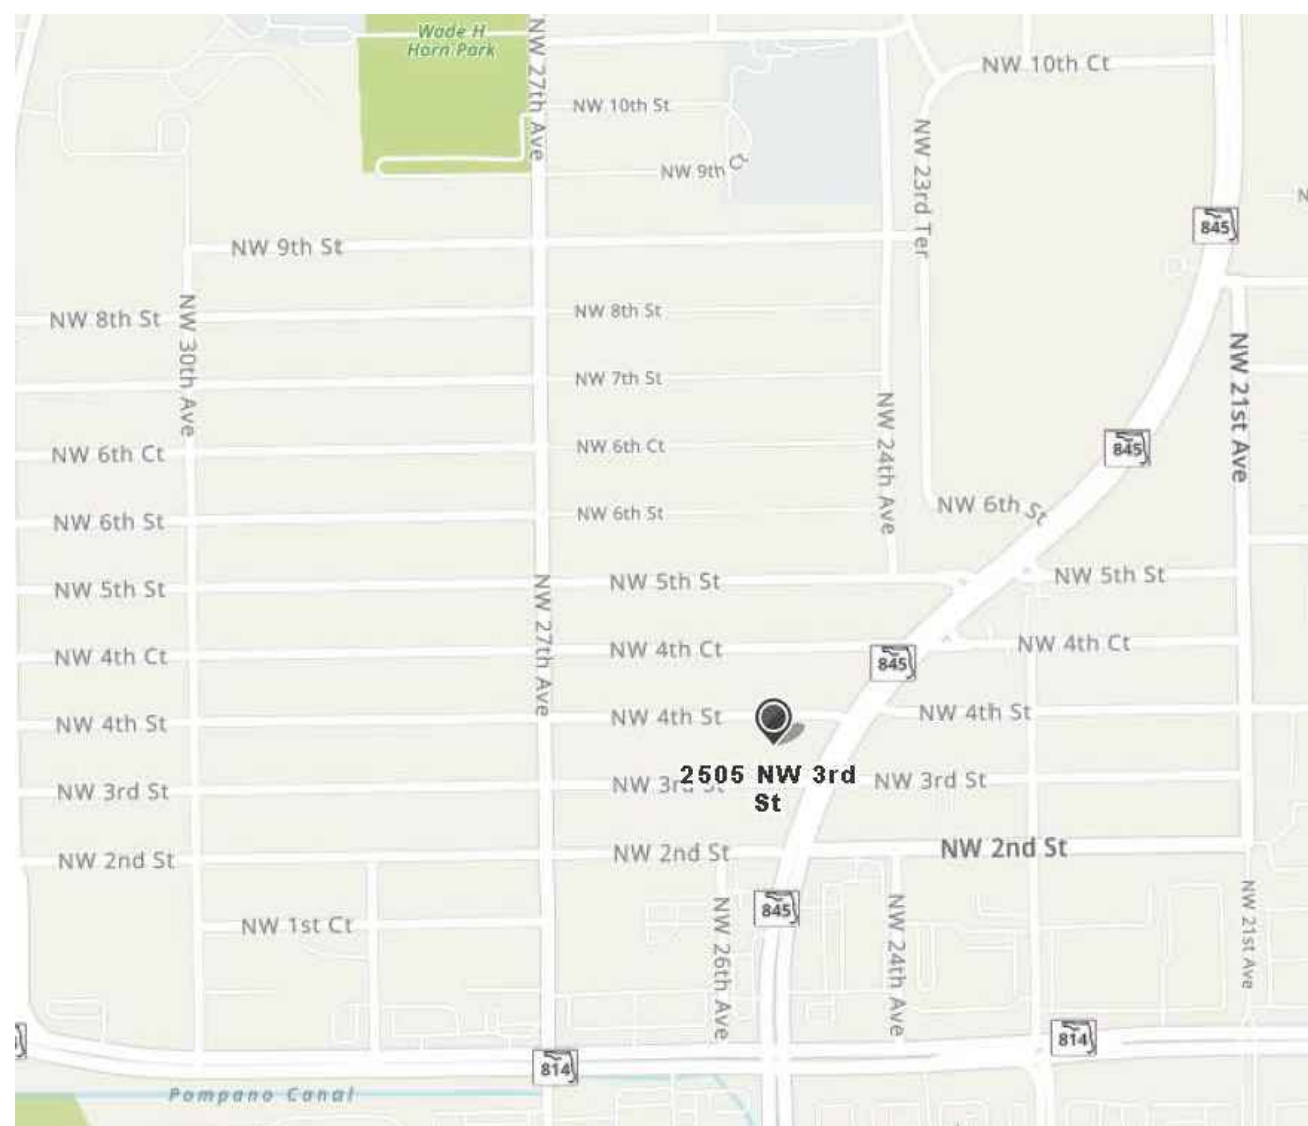 Wade H
Horn Park
NW 27th Ave
NW 10th Ct
NW 10th St
NW 9th Ct
NW 23rd Ter
N
845
NW 9th St
NW 8th St
NW 30th Ave
NW 8th St
NW 21st Ave
NW 7th St
NW 24th Ave
NW 6th Ct
NW 6th Ct
845
NW 6th St
NW 6th St
NW 6th St
NW 5th St
NW 27th Ave
NW 5th St
NW 5th St
NW 4th Ct
NW 4th Ct
845
NW 4th Ct
NW 4th St
NW 4th St
NW 4th St
NW 3rd St
NW 3rd St
2505 NW 3rd
St
NW 3rd St
NW 2nd St
NW 2nd St
NW 2nd St
NW 1st Ct
NW 26th Ave
845
NW 24th Ave
NW 21st Ave
814
814
Pompano Canal